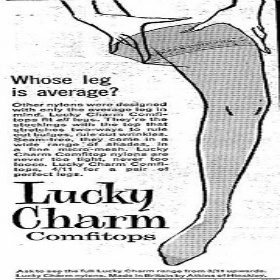 Whose leg
is average?
Other nylons were designed
with only the average leg in
mind. Lucky Charm Comfi-
tops fit all legs. They're the
stockings with the top that
stretches two-ways to rule
out bulges, rule out wrinkles.
Seam-free, they come in a
wide range of shades. In
a fine micro-mesh. Lucky
Charm Comfitop nylons are
never too tight, never too
loose. Lucky Charm Comfi-
tops, 4/11 for a pair of
perfect legs.
Lucky
Charm
Comfitops
Ask to see the full Lucky Charm range from 3/11 upwards.
Lucky Charm nylons. Made in Britain by Atkins of Hinckley.